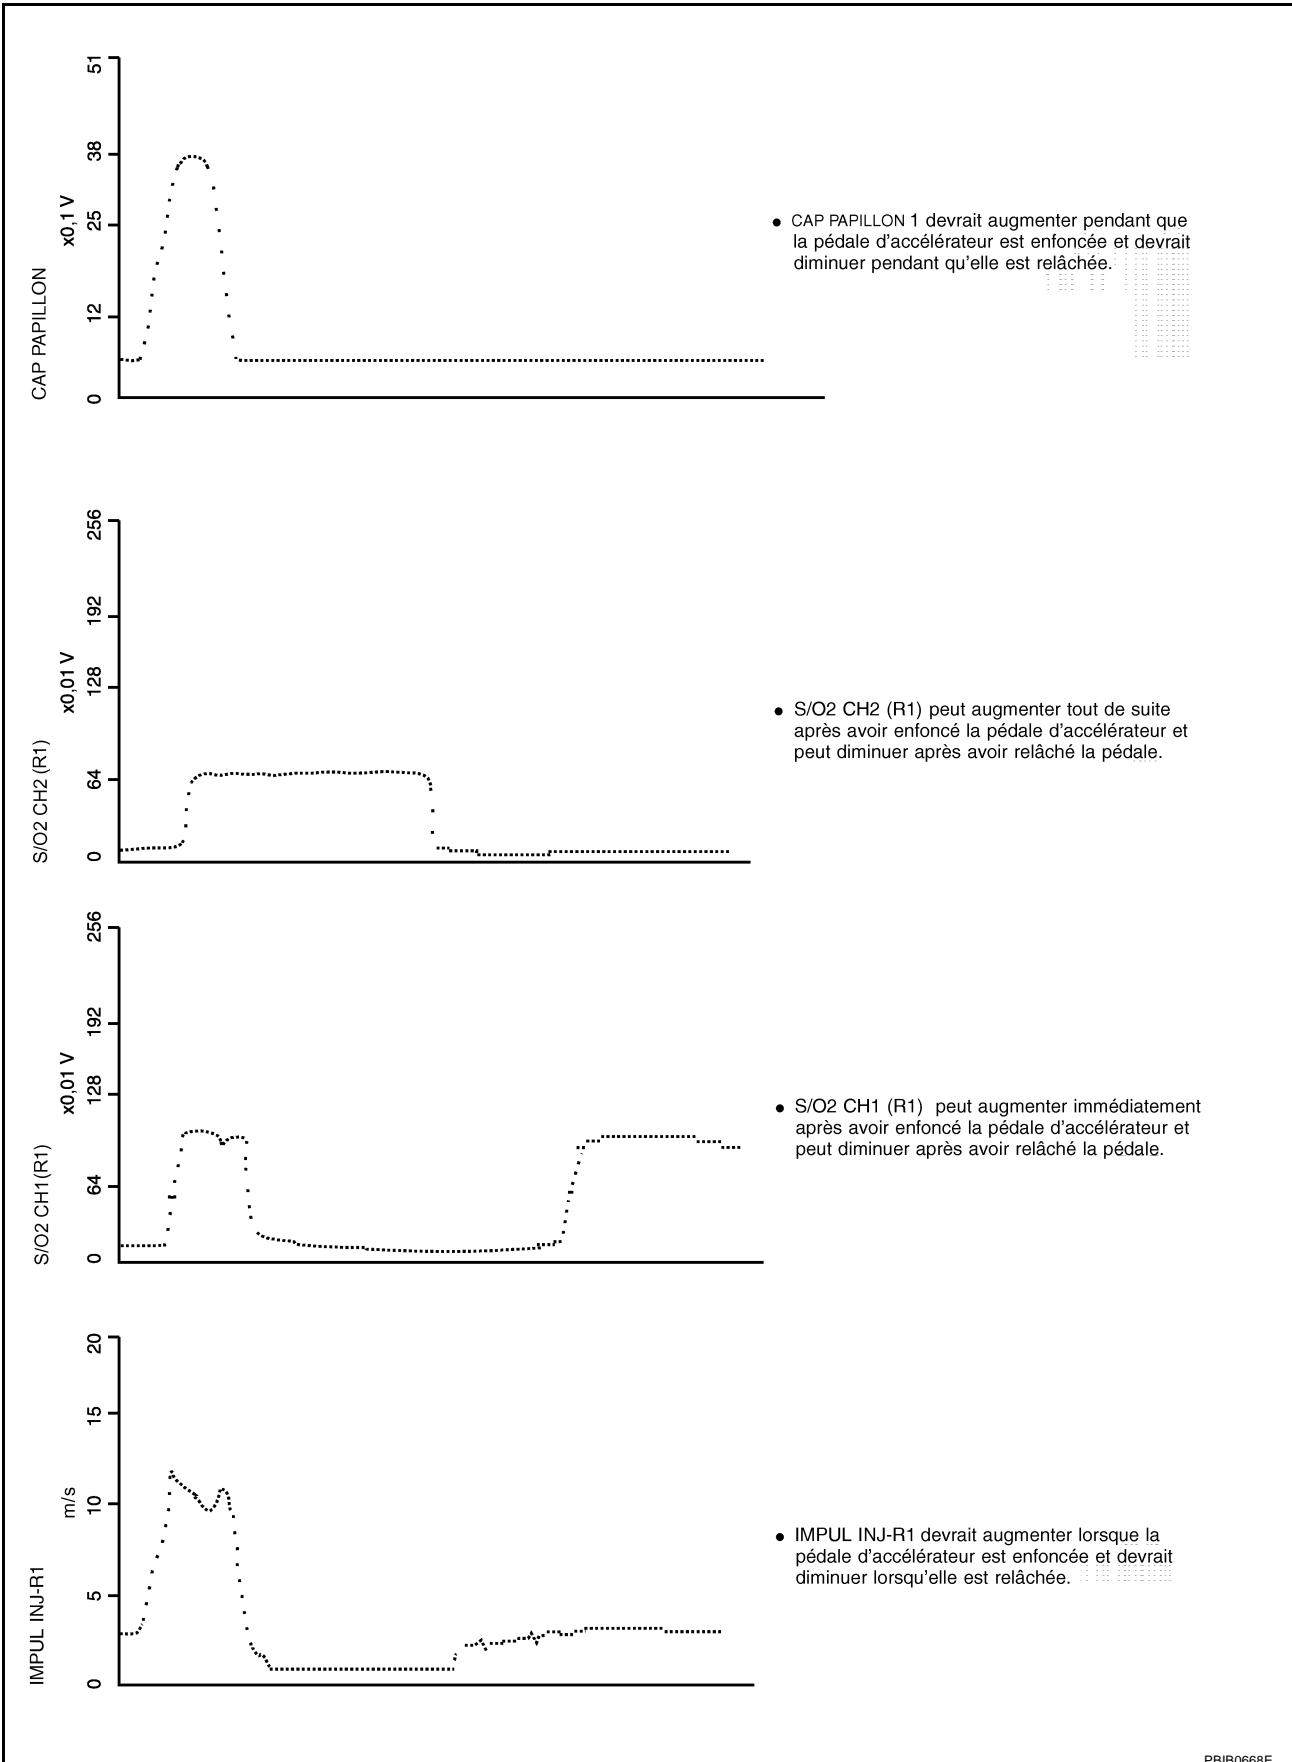 51
38
25
12
0
x0,1 V
CAP PAPILLON
● CAP PAPILLON 1 devrait augmenter pendant que
la pédale d'accélérateur est enfoncée et devrait
diminuer pendant qu'elle est relâchée.
256
192
128
64
0
x0,01 V
S/O2 CH2 (R1)
● S/O2 CH2 (R1) peut augmenter tout de suite
après avoir enfoncé la pédale d'accélérateur et
peut diminuer après avoir relâché la pédale.
256
192
128
64
0
x0,01 V
S/O2 CH1(R1)
● S/O2 CH1 (R1) peut augmenter immédiatement
après avoir enfoncé la pédale d'accélérateur et
peut diminuer après avoir relâché la pédale.
20
15
10
5
0
m/s
IMPUL INJ-R1
● IMPUL INJ-R1 devrait augmenter lorsque la
pédale d'accélérateur est enfoncée et devrait
diminuer lorsqu'elle est relâchée.
PBIB0668E